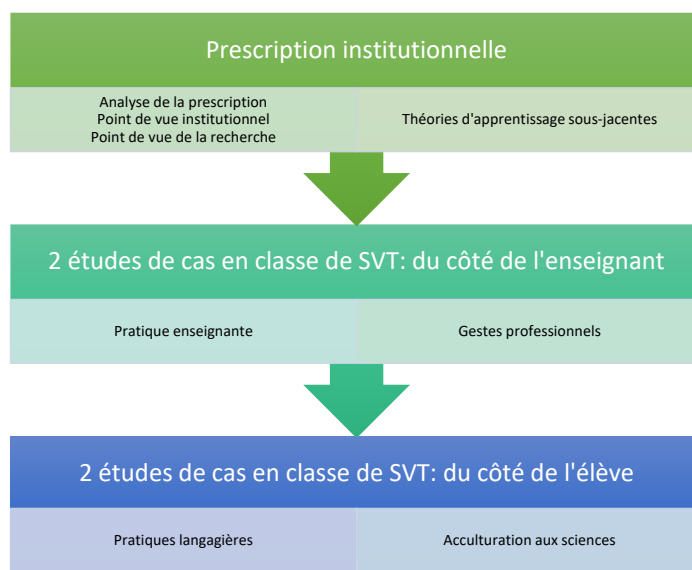 Prescription institutionnelle
Analyse de la prescription
Point de vue institutionnel
Point de vue de la recherche
Théories d'apprentissage sous-jacentes
2 études de cas en classe de SVT: du côté de l'enseignant
Pratique enseignante
Gestes professionnels
2 études de cas en classe de SVT: du côté de l'élève
Pratiques langagières
Acculturation aux sciences